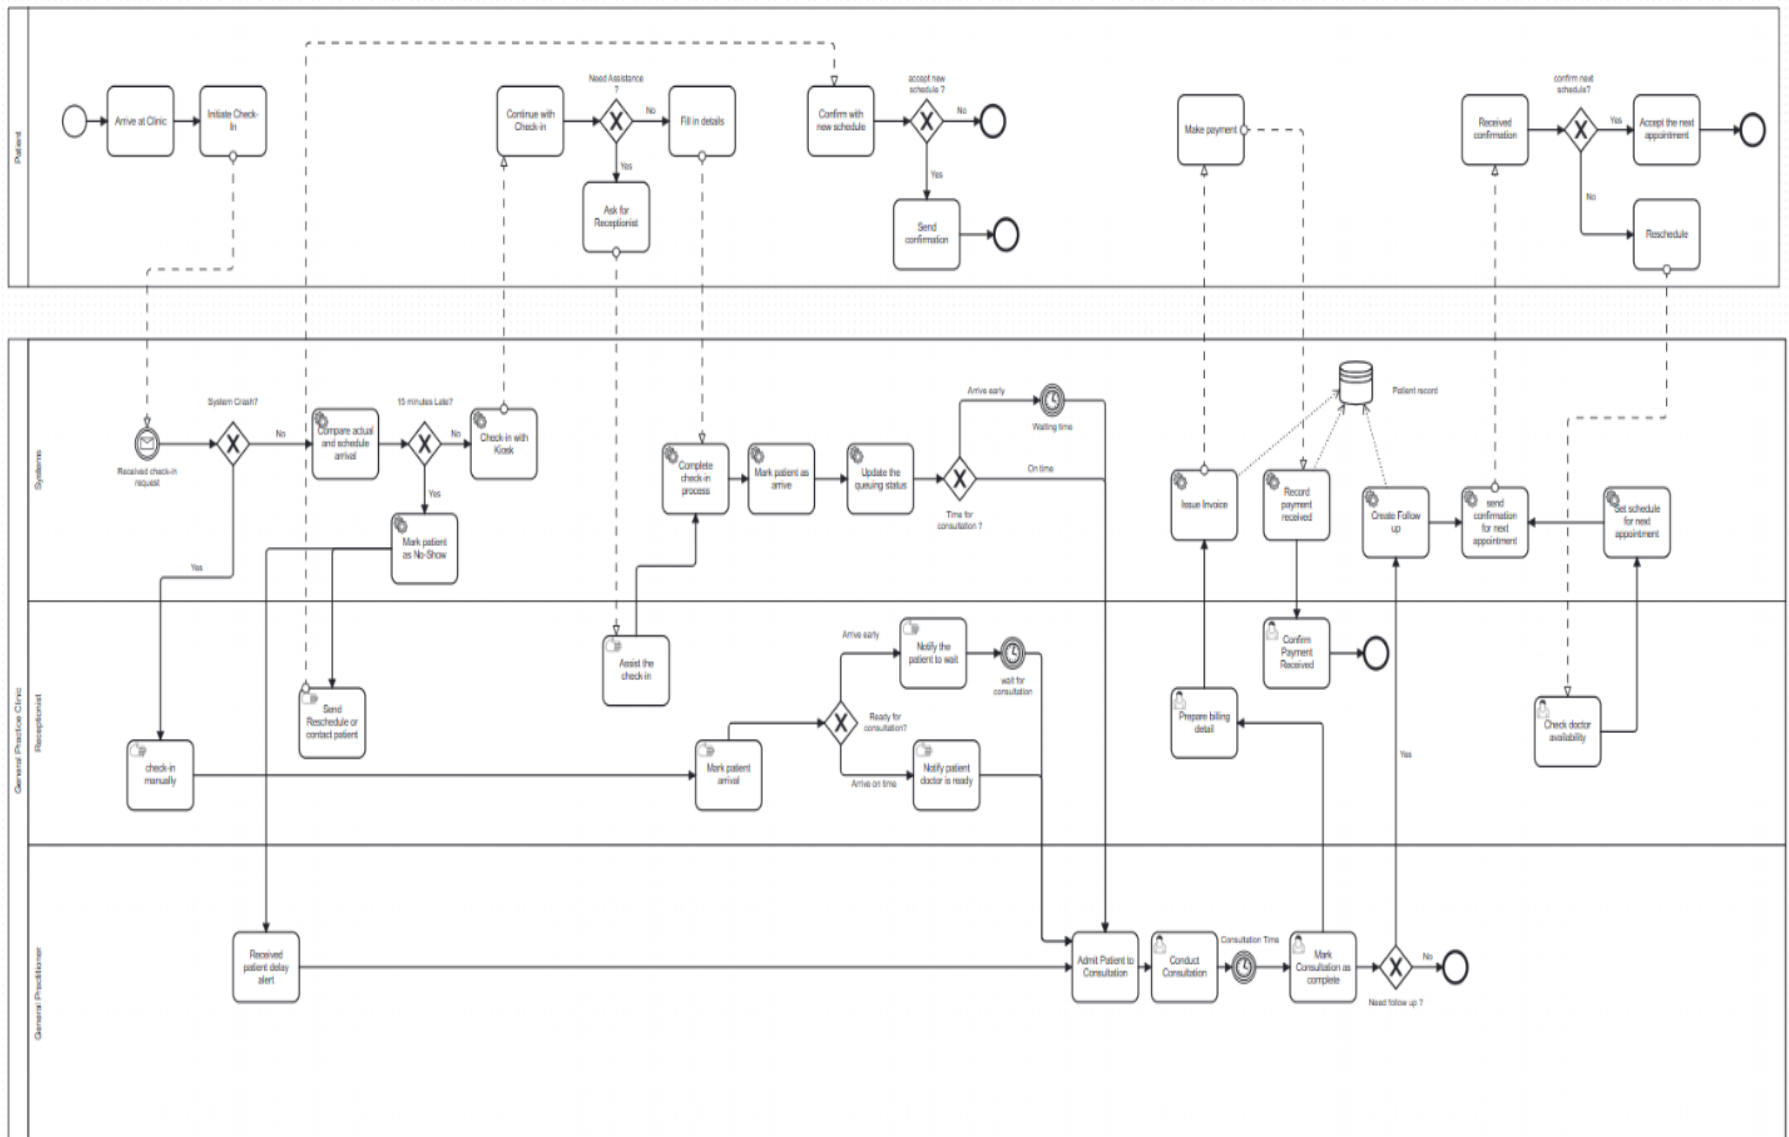 Patient
Arrive at Clinic
Initiate Check-
In
Continue with
Check-in
Need Assistance
?
No
Fill in details
Yes
Ask for
Receptionist
Confirm with
new schedule
accept new
schedule ?
No
Yes
Send
confirmation
Make payment
Received
confirmation
confirm next
schedule?
Yes
Accept the next
appointment
No
Reschedule
General Practice Clinic
Systems
Received check-in
request
System Crash?
No
Yes
Compare actual
and schedule
arrival
15 minutes Late?
No
Check-in with
Kiosk
Yes
Mark patient
as No-Show
Complete
check-in
process
Mark patient as
arrive
Update the
queuing status
Arrive early
Waiting time
On time
Time for
consultation ?
Issue Invoice
Record
payment
received
Patient record
Create Follow
up
send
confirmation
for next
appointment
Set schedule
for next
appointment
Receptionist
check-in
manually
Send
Reschedule or
contact patient
Assist the
check-in
Mark patient
arrival
Arrive early
Ready for
consultation?
Arrive on time
Notify the
patient to wait
wait for
consultation
Notify patient
doctor is ready
Prepare billing
detail
Confirm
Payment
Received
Yes
Check doctor
availability
General Practitioner
Received
patient delay
alert
Admit Patient to
Consultation
Conduct
Consultation
Consultation Time
Mark
Consultation as
complete
Need follow up ?
No